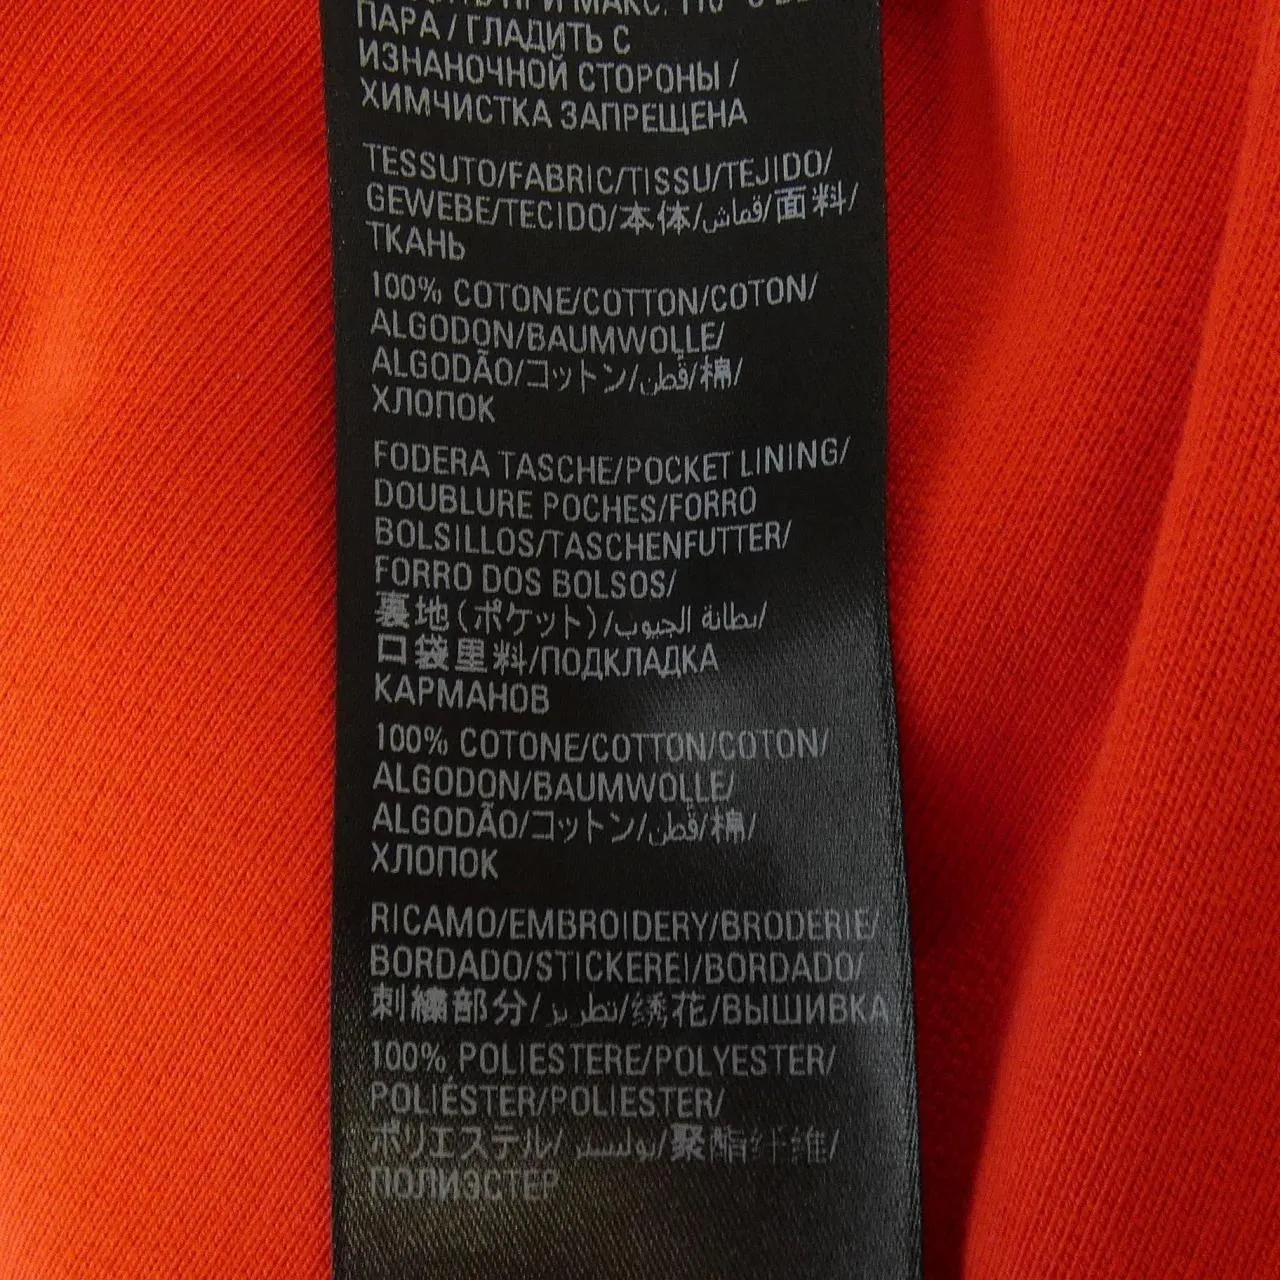 ПРИ МАКС. 110
ПАРА / ГЛАДИТЬ С
ИЗНАНОЧНОЙ СТОРОНЫ /
ХИМЧИСТКА ЗАПРЕЩЕНА
TESSUTO/FABRIC/TISSU/TEJIDO/
GEWEBE/TECIDO/本体/قماش/面料/
ТКАНЬ
100% COTONE/COTTON/COTON/
ALGODON/BAUMWOLLE/
ALGODÃO/コットン/قطن/棉/
ХЛОПОК
FODERA TASCHE/POCKET LINING/
DOUBLURE POCHES/FORRO
BOLSILLOS/TASCHENFUTTER/
FORRO DOS BOLSOS/
裏地(ポケット)/بطانة الجيوب/
口袋里料/ПОДКЛАДКА
КАРМАНОВ
100% COTONE/COTTON/COTON/
ALGODON/BAUMWOLLE/
ALGODÃO/コットン/قطن/棉/
ХЛОПОК
RICAMO/EMBROIDERY/BRODERIE/
BORDADO/STICKEREI/BORDADO/
刺繍部分/تطريز/绣花/ВЫШИВКА
100% POLIESTERE/POLYESTER/
POLIÉSTER/POLIESTER/
ポリエステル/بوليستر/聚酯纤维/
ПОЛИЭСТЕР